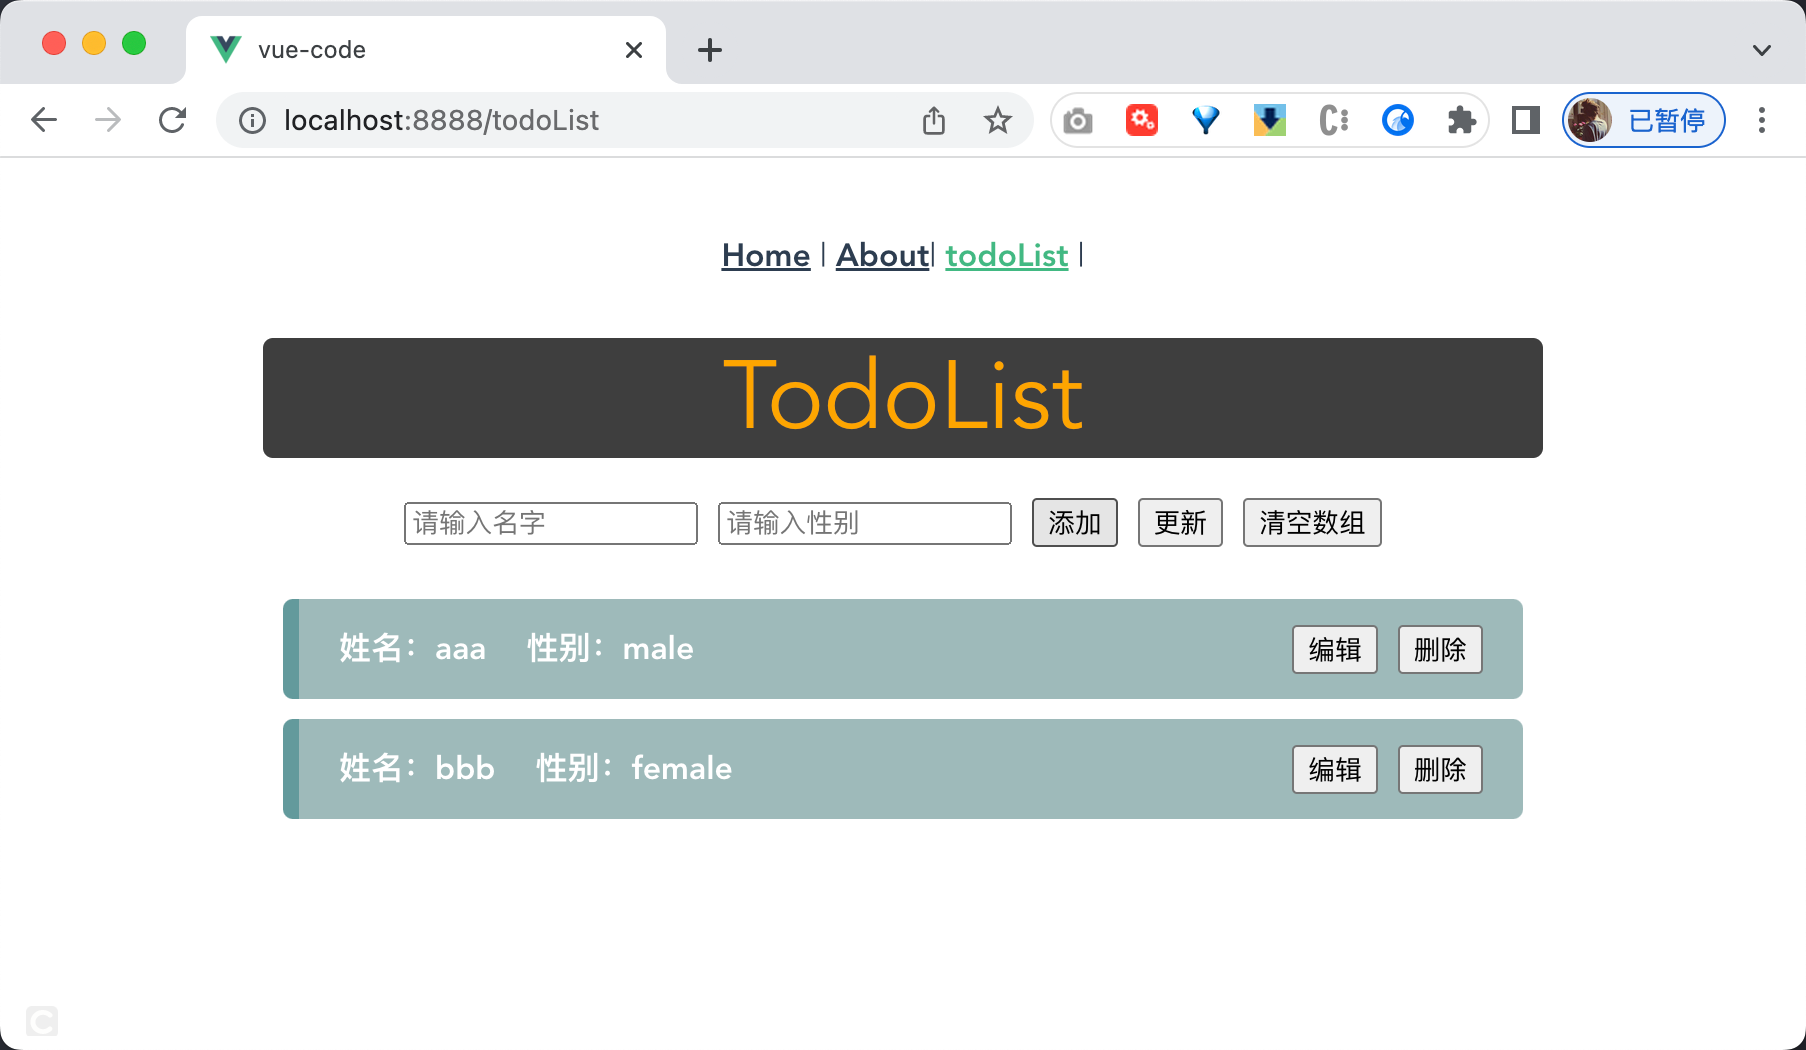 vue-code
localhost:8888/todoList
已暂停
Home | About| todoList |
TodoList
请输入名字 请输入性别 添加 更新 清空数组
姓名：aaa 性别：male 编辑 删除
姓名：bbb 性别：female 编辑 删除
C